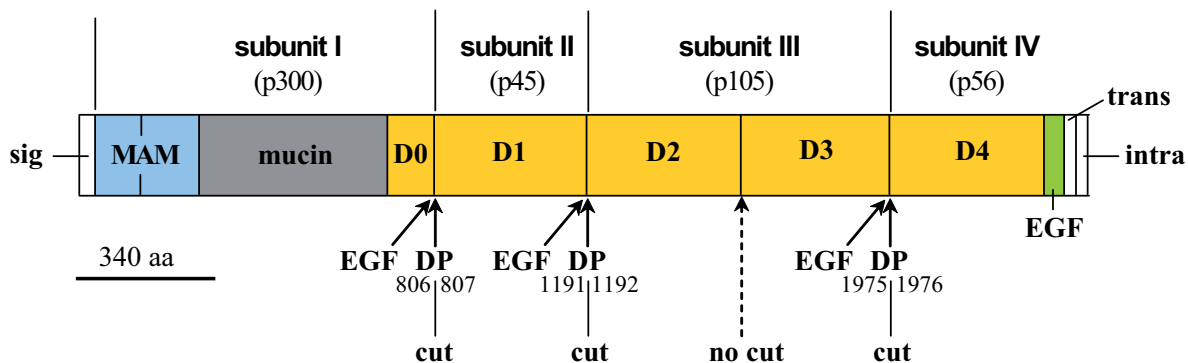 subunit I subunit II subunit III subunit IV
(p300) (p45) (p105) (p56)
trans
sig MAM mucin D0 D1 D2 D3 D4 intra
EGF
340 aa EGF DP EGF DP EGF DP
806 807 1191 1192 1975 1976
cut cut no cut cut